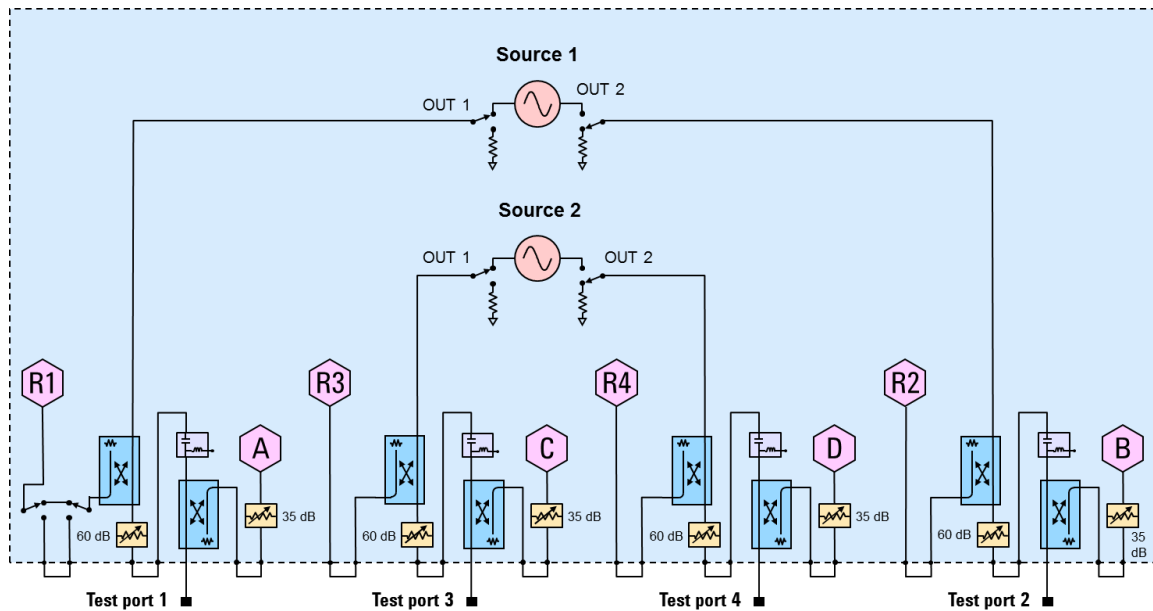 Source 1
OUT 1
OUT 2
Source 2
OUT 1
OUT 2
R1
R3
R4
R2
A
C
D
B
35 dB
35 dB
35 dB
35 dB
60 dB
60 dB
60 dB
60 dB
Test port 1
Test port 3
Test port 4
Test port 2